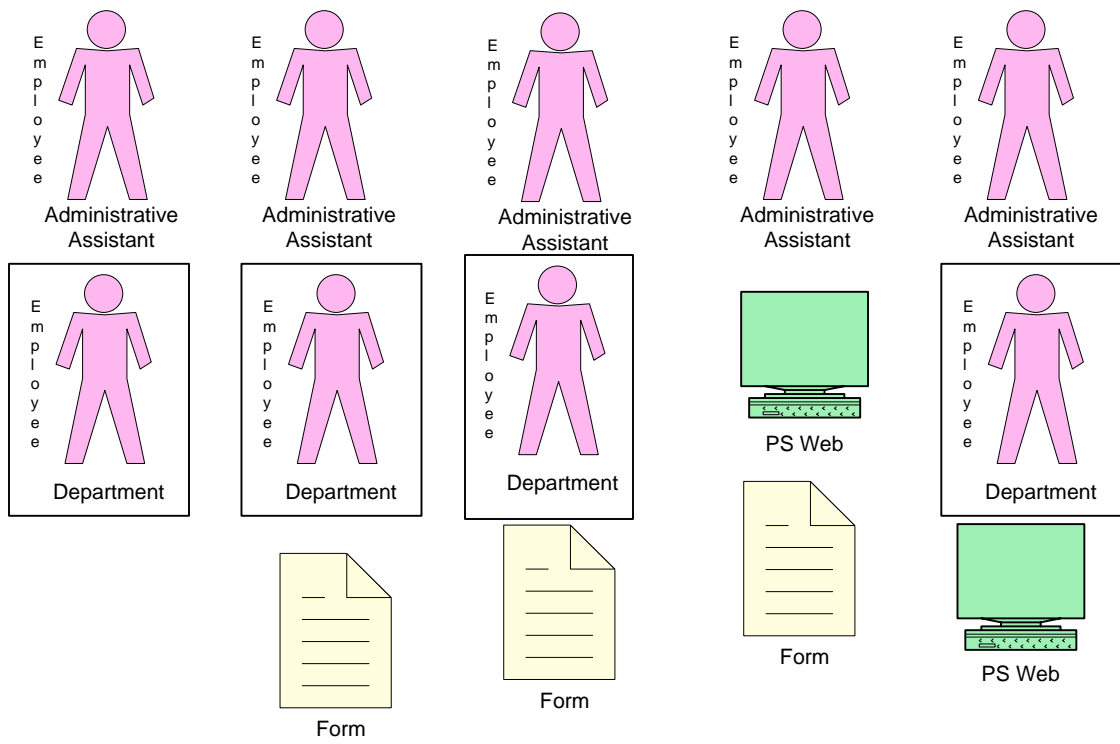 Employee
Administrative
Assistant
Employee
Administrative
Assistant
Employee
Administrative
Assistant
Employee
Administrative
Assistant
Employee
Administrative
Assistant
Employee
Department
Employee
Department
Employee
Department
PS Web
Employee
Department
Form
Form
Form
PS Web